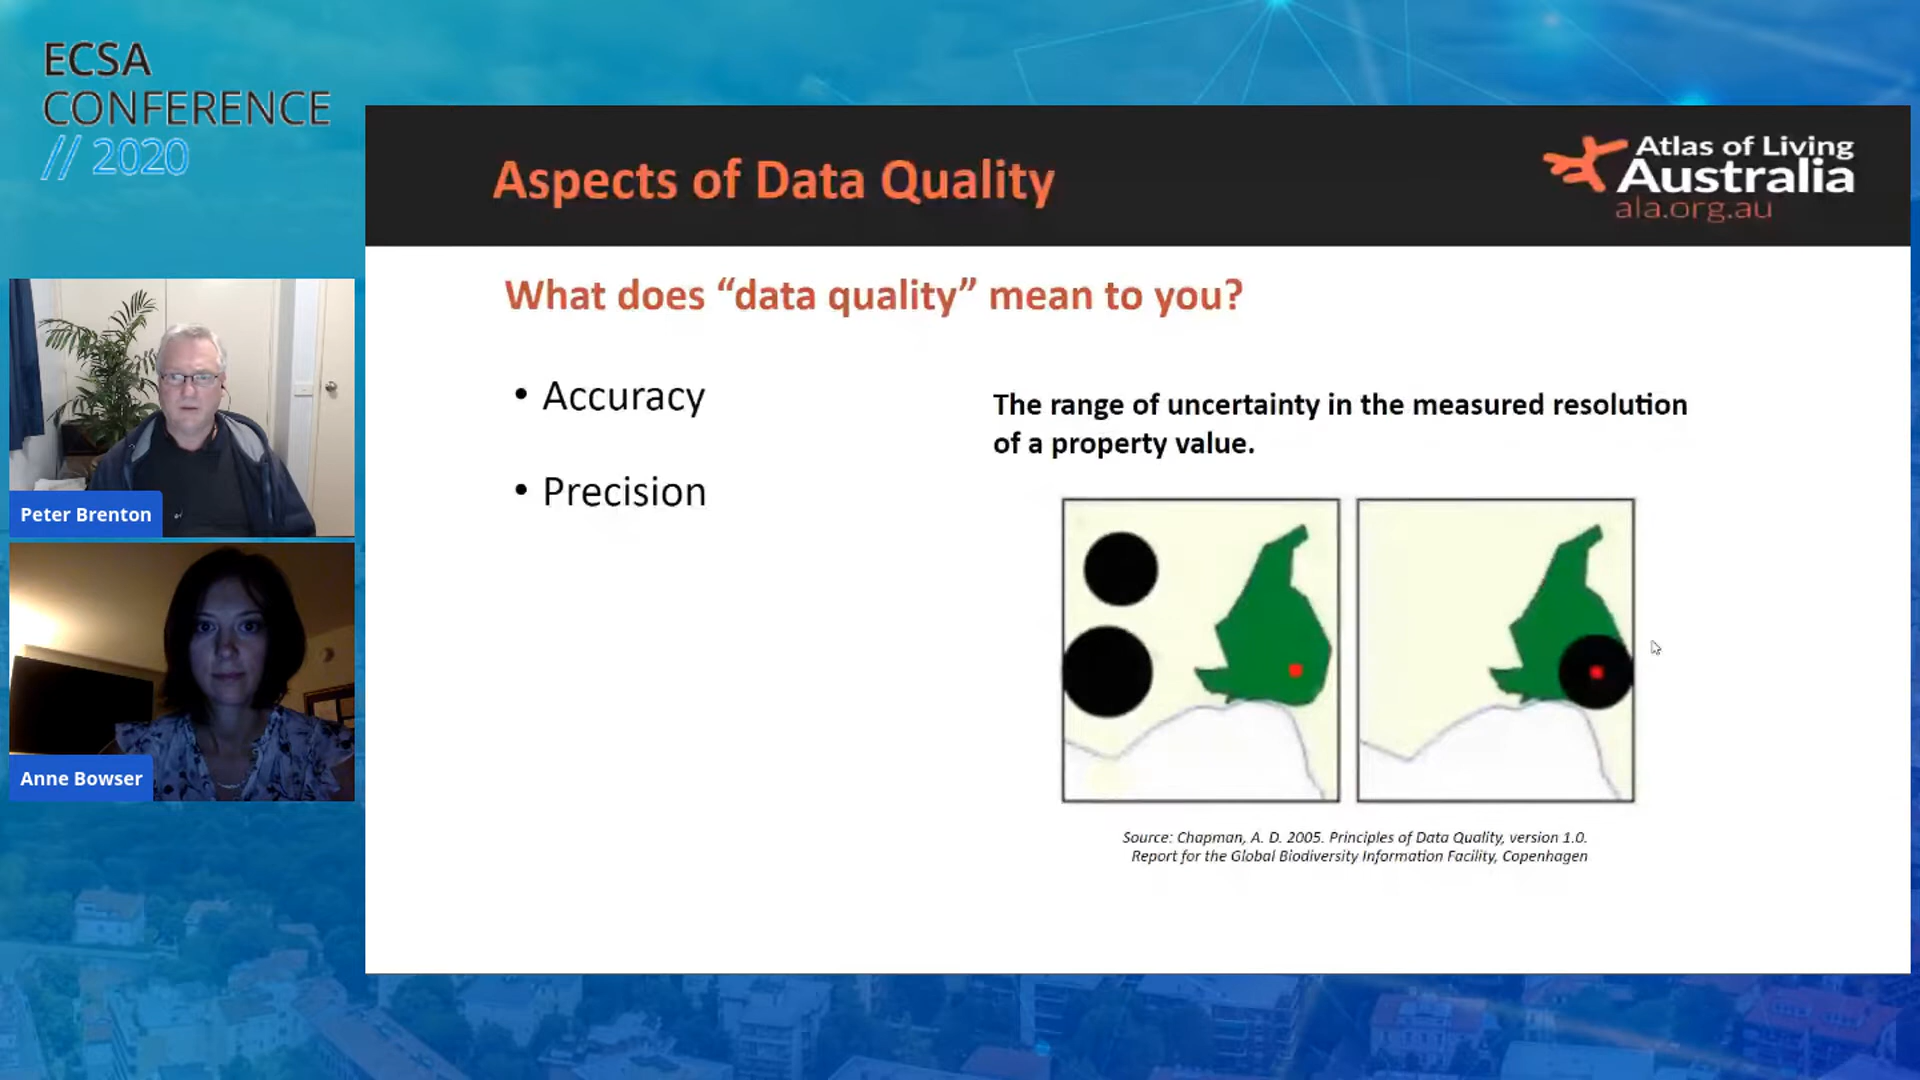 ECSA
CONFERENCE
// 2020
Aspects of Data Quality
Atlas of Living
Australia
ala.org.au
What does “data quality” mean to you?
• Accuracy
• Precision
The range of uncertainty in the measured resolution
of a property value.
Source: Chapman, A. D. 2005. Principles of Data Quality, version 1.0.
Report for the Global Biodiversity Information Facility, Copenhagen
Peter Brenton
Anne Bowser